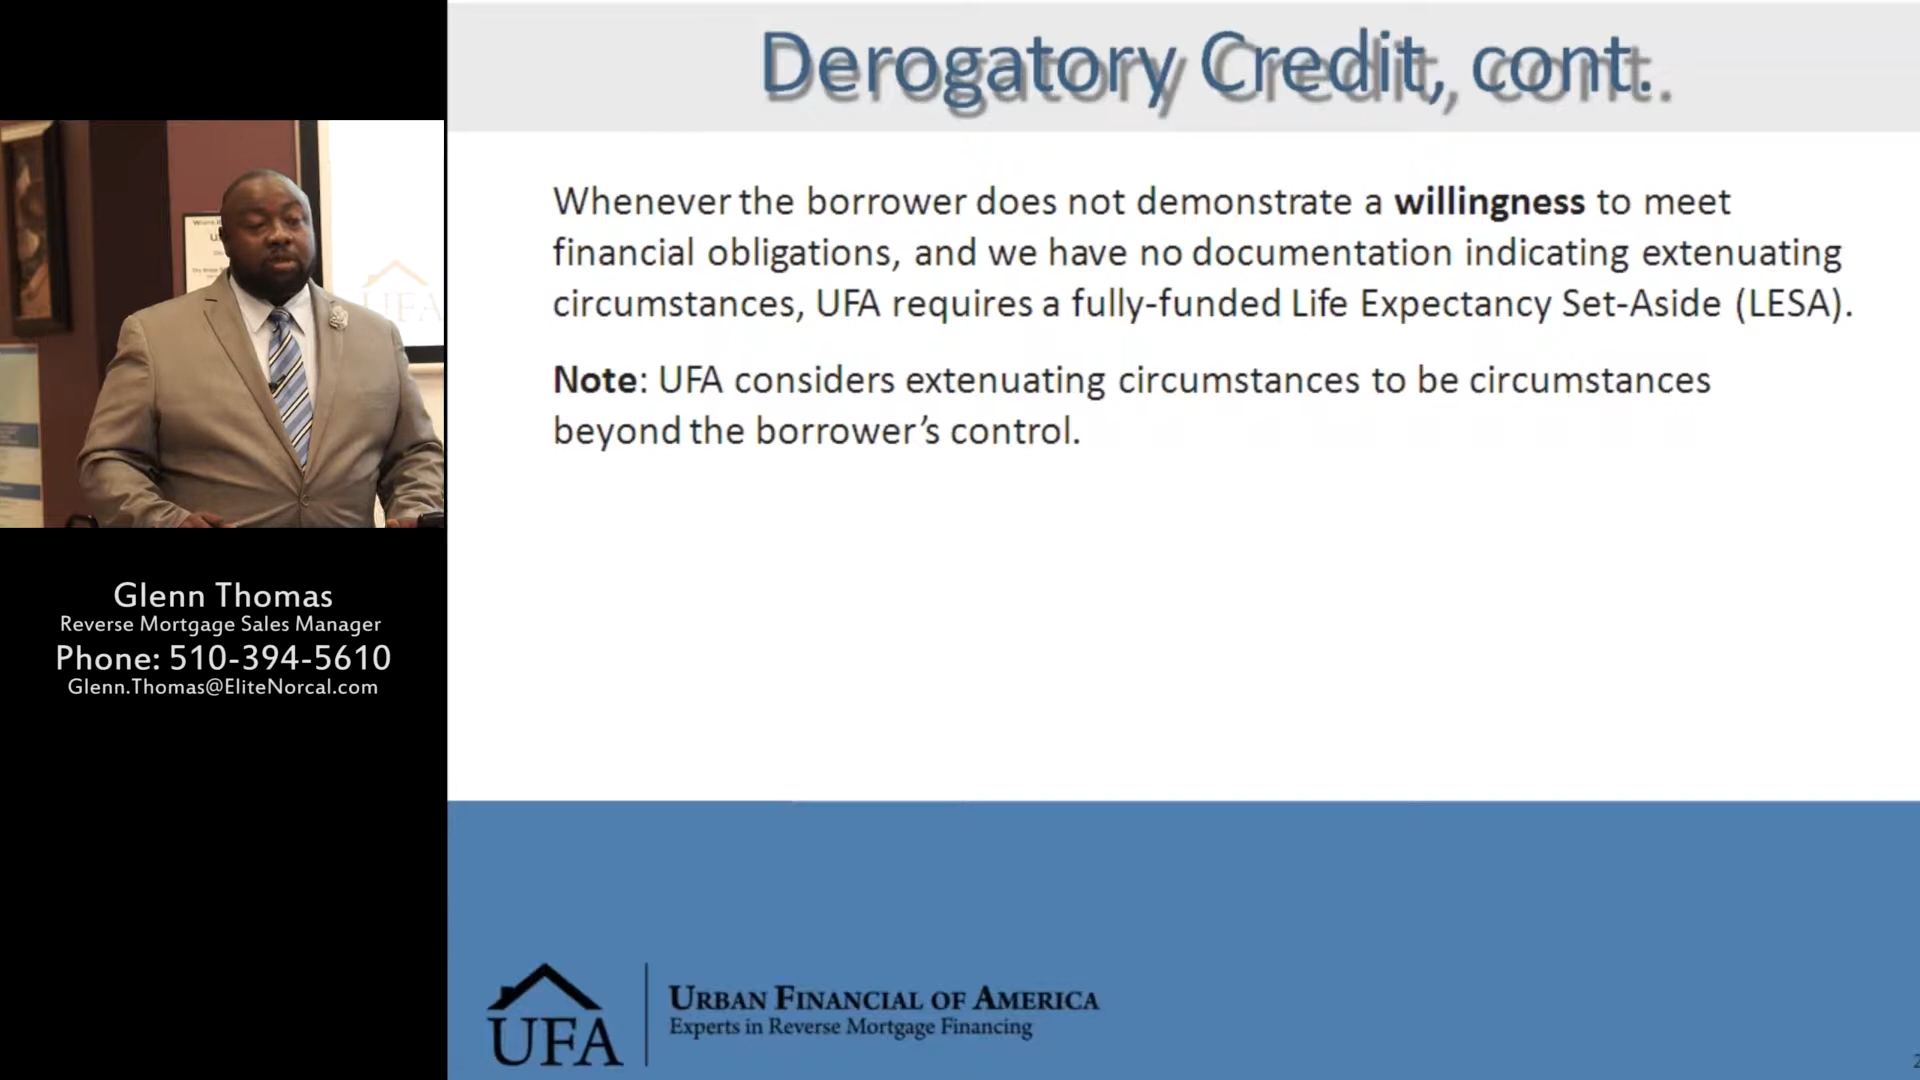 Derogatory Credit, cont.
Whenever the borrower does not demonstrate a willingness to meet
financial obligations, and we have no documentation indicating extenuating
circumstances, UFA requires a fully-funded Life Expectancy Set-Aside (LESA).
Note: UFA considers extenuating circumstances to be circumstances
beyond the borrower’s control.
UFA
Glenn Thomas
Reverse Mortgage Sales Manager
Phone: 510-394-5610
Glenn.Thomas@EliteNorcal.com
UFA
URBAN FINANCIAL OF AMERICA
Experts in Reverse Mortgage Financing